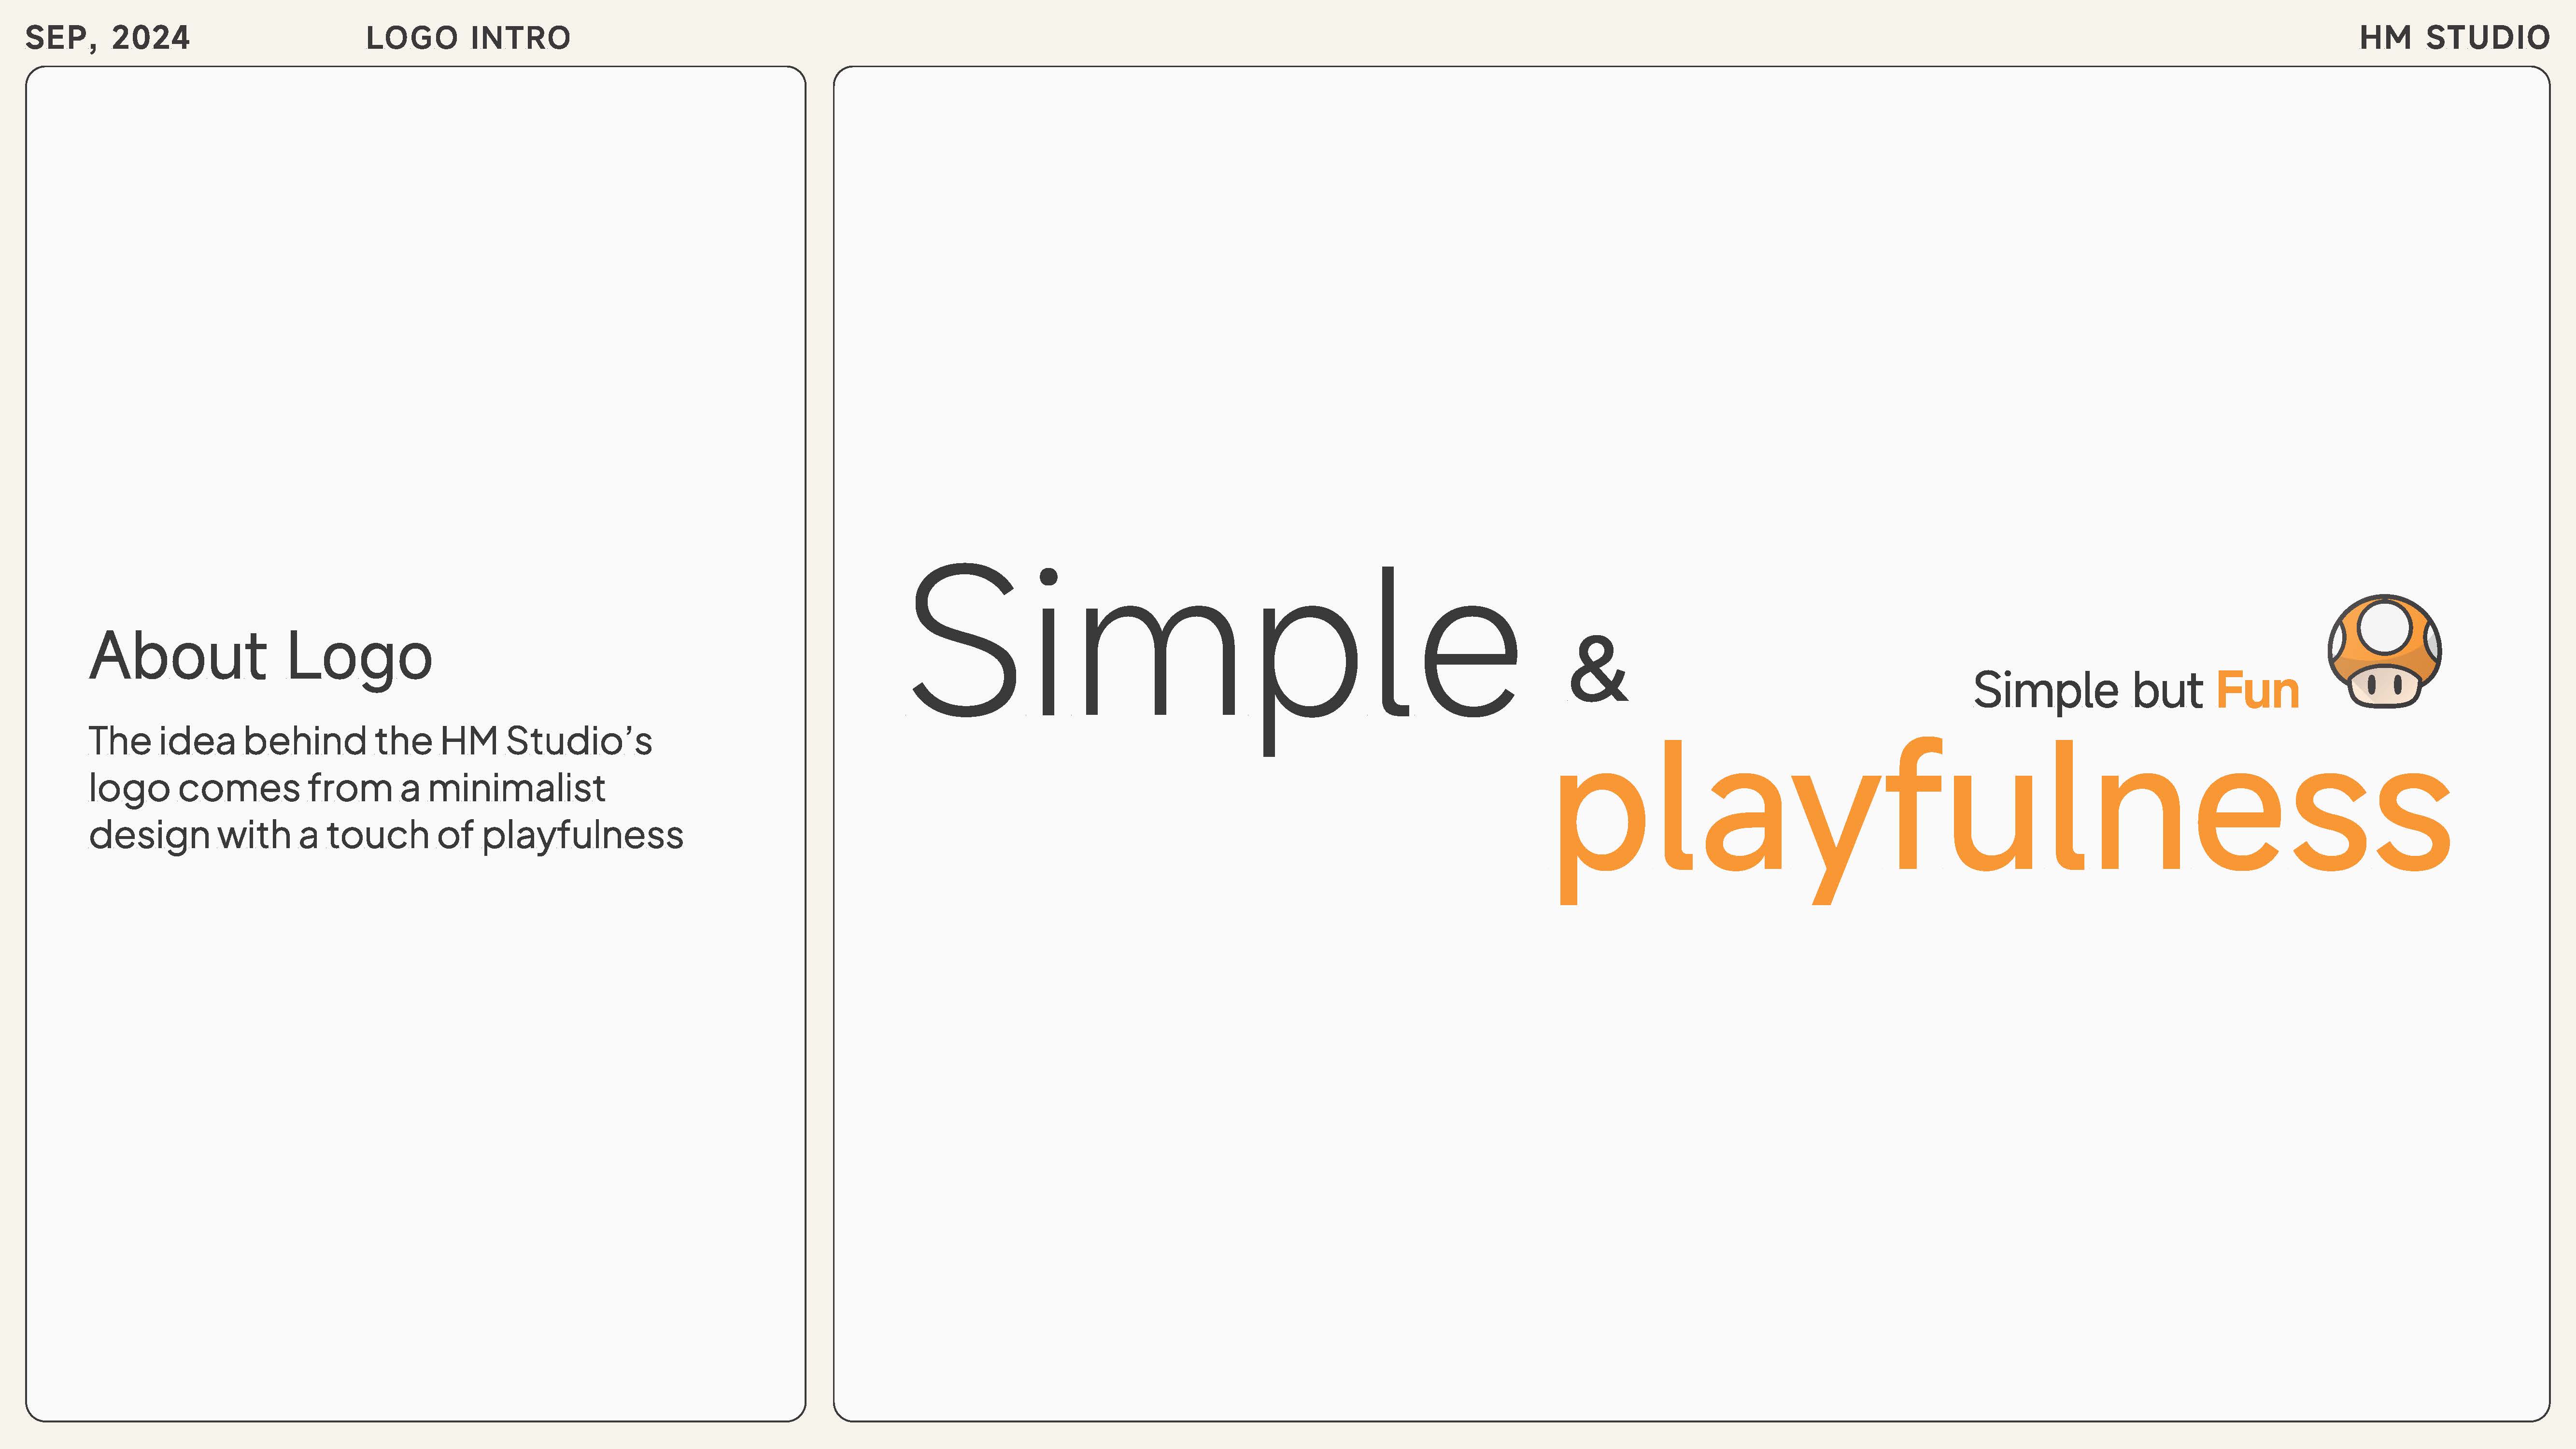 SEP, 2024
LOGO INTRO
HM STUDIO
About Logo
The idea behind the HM Studio’s
logo comes from a minimalist
design with a touch of playfulness
Simple &
Simple but Fun
playfulness